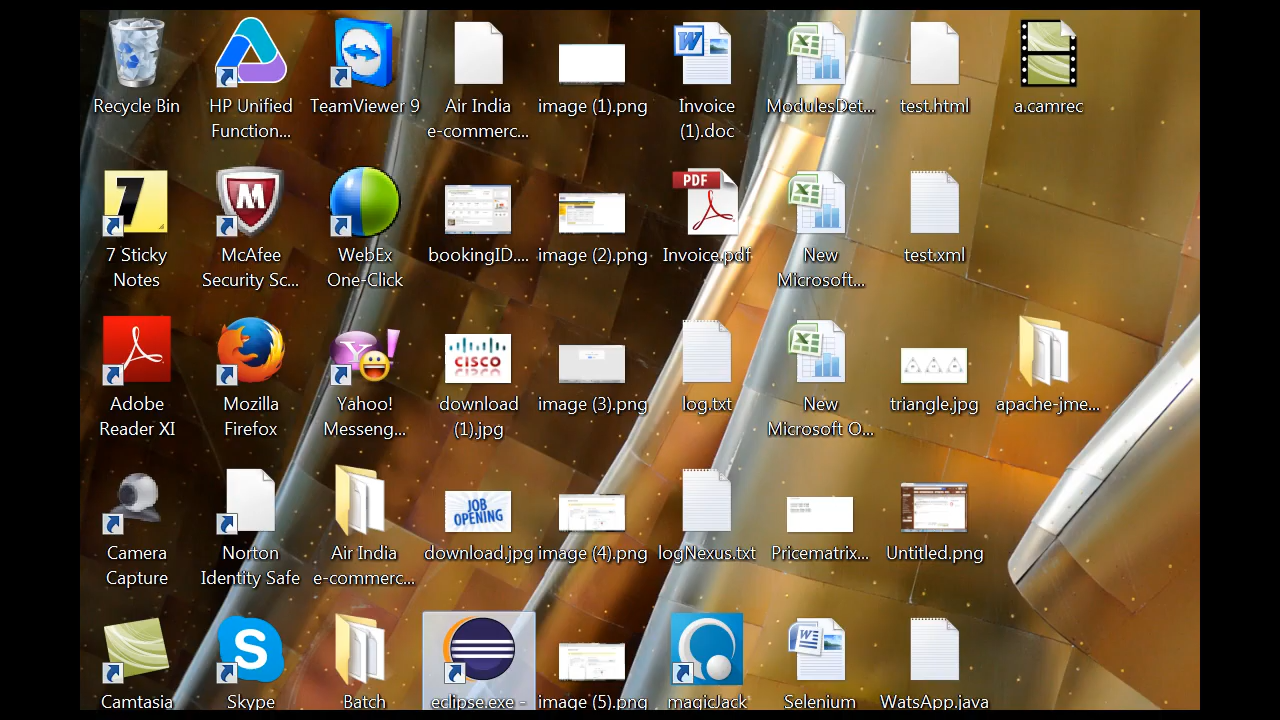 Recycle Bin
HP Unified
Function...
TeamViewer 9
Air India
e-commerc...
image (1).png
Invoice
(1).doc
ModulesDet...
test.html
a.camrec
7 Sticky
Notes
McAfee
Security Sc...
WebEx
One-Click
bookingID....
image (2).png
PDF
Invoice.pdf
New
Microsoft...
test.xml
Adobe
Reader XI
Mozilla
Firefox
Yahoo!
Messeng...
CISCO
download
(1).jpg
image (3).png
log.txt
New
Microsoft O...
triangle.jpg
apache-jme...
Camera
Capture
Norton
Identity Safe
Air India
e-commerc...
JOB
OPENING
download.jpg
image (4).png
logNexus.txt
Pricematrix...
Untitled.png
Camtasia
Skype
Batch
eclipse.exe -
image (5).png
magicJack
Selenium
WatsApp.java